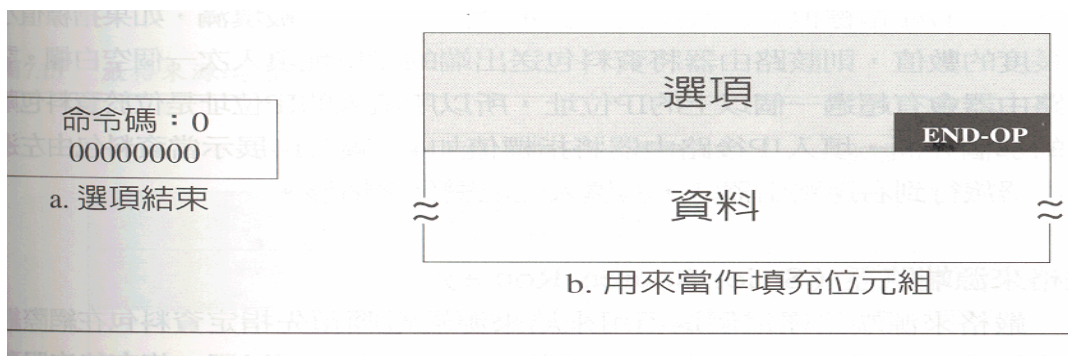 命令碼：0
00000000
a. 選項結束
選項
END-OP
資料
b. 用來當作填充位元組